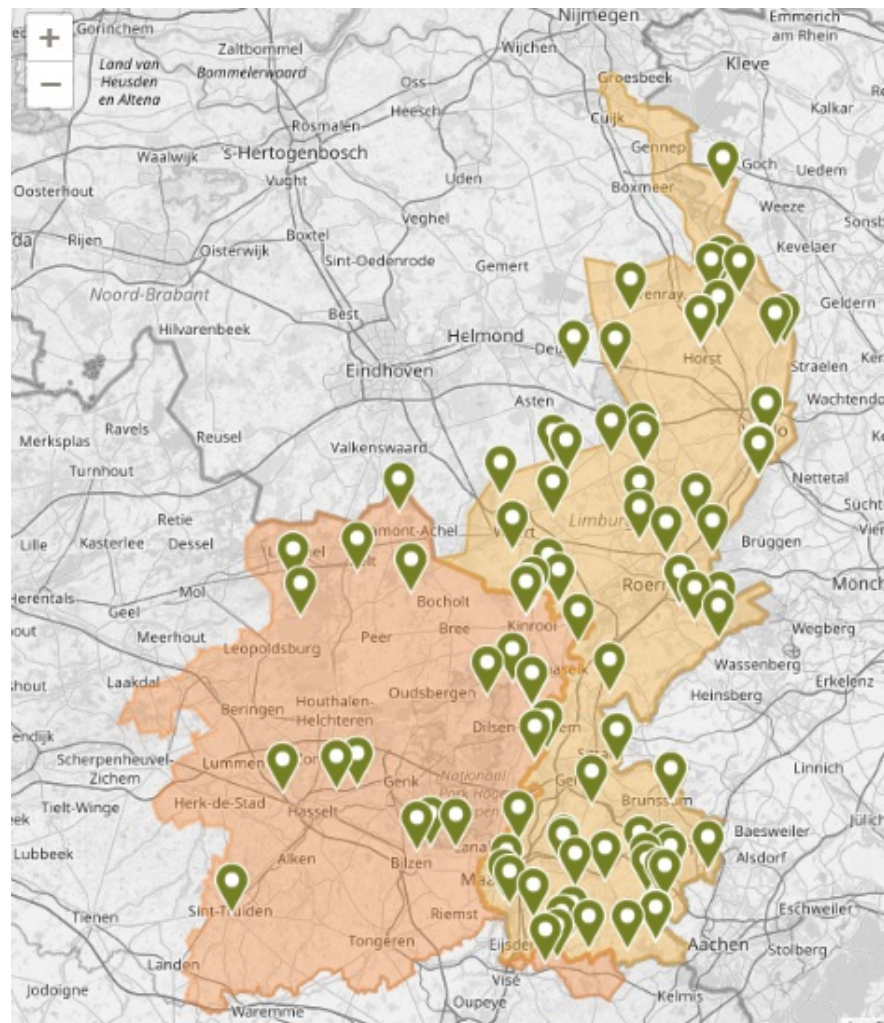 +
−
Gorinchem
Nijmegen
Emmerich
am Rhein
Zaltbommel
Wijchen
Kleve
Land van
Heusden
en Altena
Bommelerwaard
Oss
Groesbeek
Heesch
Kalkar
Rosmalen
Cuijk
Waalwijk
's-Hertogenbosch
Gennep
Goch
Uedem
Vught
Uden
Boxmeer
Oosterhout
Weeze
Veghel
Rijen
Boxtel
Oisterwijk
Sint-Oedenrode
Gemert
Kevelaer
Noord-Brabant
Geldern
Best
Hilvarenbeek
Helmond
Horst
Eindhoven
Straelen
Asten
Ravels
Reusel
Merksplas
Valkenswaard
Turnhout
Nettetal
Retie
Lille
Kasterlee
Dessel
Limburg
Brüggen
Mol
Geel
Bocholt
Meerhout
Peer
Bree
Kinrooi
Wegberg
Leopoldsburg
Wassenberg
Laakdal
Erkelenz
Oudsbergen
Heinsberg
Beringen
Houthalen-
Helchteren
Dilsen
Scherpenheuvel-
Zichem
Lummen
Linnich
Genk
Nationaal
Herk-de-Stad
Brunssum
Tielt-Winge
Hasselt
Baesweiler
Lubbeek
Alken
Bilzen
Alsdorf
Sint-Truiden
Riemst
Eschweiler
Tienen
Tongeren
Aachen
Stolberg
Landen
Visé
Jodoigne
Oupeye
Kelmis
Waremme